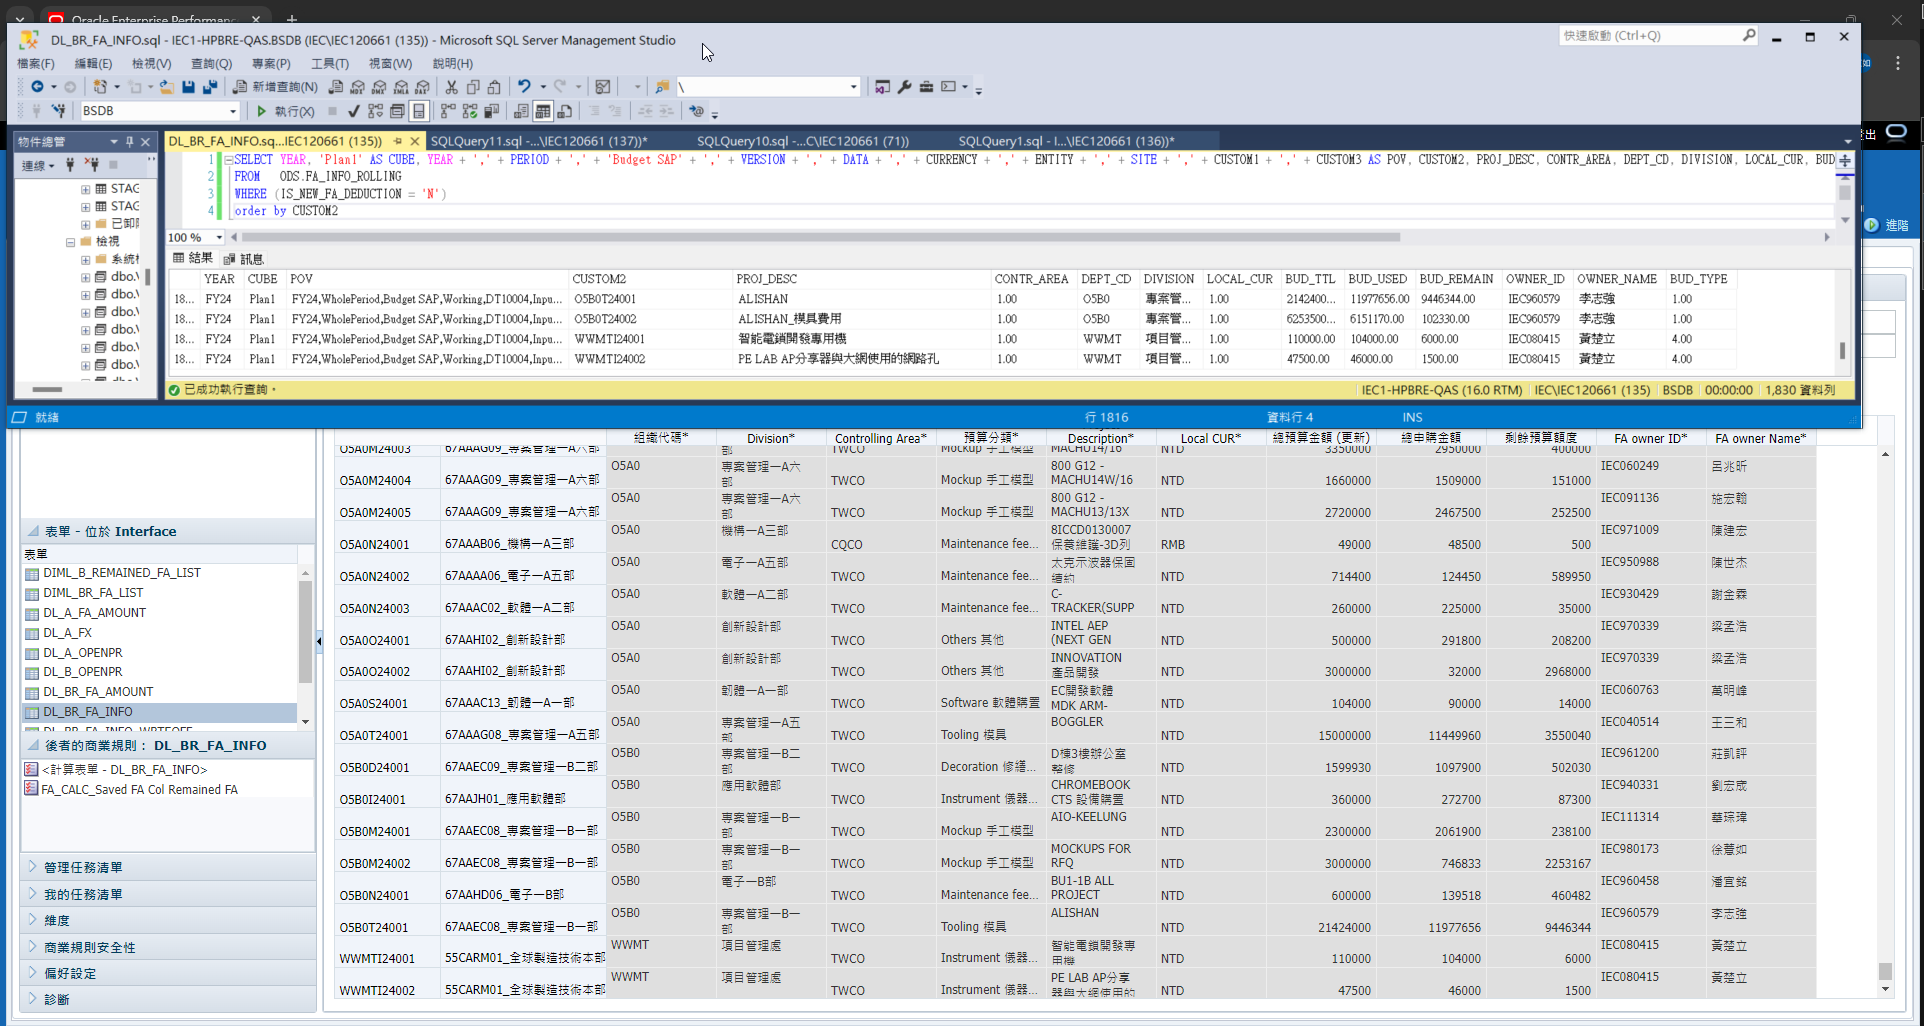 Oracle Enterprise Performanc
DL_BR_FA_INFO.sql - IEC1-HPBRE-QAS.BSDB (IEC\IEC120661 (135)) - Microsoft SQL Server Management Studio
快速啟動 (Ctrl+Q)
檔案(F) 編輯(E) 檢視(V) 查詢(Q) 專案(P) 工具(T) 視窗(W) 說明(H)
新增查詢(N) \
BSDB 執行(X)
物件總管 DL_BR_FA_INFO.sq...IEC120661 (135)) SQLQuery11.sql -...\IEC120661 (137))* SQLQuery10.sql -...C\IEC120661 (71)) SQLQuery1.sql - I...\IEC120661 (136))*
連線
1 SELECT YEAR, 'Plan1' AS CUBE, YEAR + ',' + PERIOD + ',' + 'Budget SAP' + ',' + VERSION + ',' + DATA + ',' + CURRENCY + ',' + ENTITY + ',' + SITE + ',' + CUSTOM1 + ',' + CUSTOM3 AS POV, CUSTOM2, PROJ_DESC, CONTR_AREA, DEPT_CD, DIVISION, LOCAL_CUR, BUD
2 FROM ODS.FA_INFO_ROLLING
3 WHERE (IS_NEW_FA_DEDUCTION = 'N')
4 order by CUSTOM2
STAG
STAG
已卸
檢視
系統
dbo.V
dbo.V
dbo.V
dbo.V
dbo.V
dbo.V
100 %
結果 訊息
YEAR CUBE POV CUSTOM2 PROJ_DESC CONTR_AREA DEPT_CD DIVISION LOCAL_CUR BUD_TTL BUD_USED BUD_REMAIN OWNER_ID OWNER_NAME BUD_TYPE
18... FY24 Plan1 FY24,WholePeriod,Budget SAP,Working,DT10004,Inpu... O5B0T24001 ALISHAN 1.00 O5B0 專案管... 1.00 2142400... 11977656.00 9446344.00 IEC960579 李志強 1.00
18... FY24 Plan1 FY24,WholePeriod,Budget SAP,Working,DT10004,Inpu... O5B0T24002 ALISHAN_模具費用 1.00 O5B0 專案管... 1.00 6253500... 6151170.00 102330.00 IEC960579 李志強 1.00
18... FY24 Plan1 FY24,WholePeriod,Budget SAP,Working,DT10004,Inpu... WWMTI24001 智能電鎖開發專用機 1.00 WWMT 項目管... 1.00 110000.00 104000.00 6000.00 IEC080415 黃楚立 4.00
18... FY24 Plan1 FY24,WholePeriod,Budget SAP,Working,DT10004,Inpu... WWMTI24002 PE LAB AP分享器與大網使用的網路孔 1.00 WWMT 項目管... 1.00 47500.00 46000.00 1500.00 IEC080415 黃楚立 4.00
已成功執行查詢。 IEC1-HPBRE-QAS (16.0 RTM) IEC\IEC120661 (135) BSDB 00:00:00 1,830 資料列
就緒 行 1816 資料行 4 INS
出
進階
表單 - 位於 Interface
表單
DIML_B_REMAINED_FA_LIST
DIML_BR_FA_LIST
DL_A_FA_AMOUNT
DL_A_FX
DL_A_OPENPR
DL_B_OPENPR
DL_BR_FA_AMOUNT
DL_BR_FA_INFO
DL_BR_FA_INFO_WRTEOFF
後者的商業規則： DL_BR_FA_INFO
<計算表單 - DL_BR_FA_INFO>
FA_CALC_Saved FA Col Remained FA
管理任務清單
我的任務清單
維度
商業規則安全性
偏好設定
診斷
組織代碼* Division* Controlling Area* 預算分類* Description* Local CUR* 總預算金額 (更新) 總申購金額 剩餘預算額度 FA owner ID* FA owner Name*
O5A0M24003 67AAAG09_專案管理一A六部 部 TWCO Mockup 手工模型 MACHU14/16 NTD 3350000 2950000 400000
O5A0M24004 67AAAG09_專案管理一A六部 O5A0 專案管理一A六部 TWCO Mockup 手工模型 800 G12 - MACHU14W/16 NTD 1660000 1509000 151000 IEC060249 呂兆昕
O5A0M24005 67AAAG09_專案管理一A六部 O5A0 專案管理一A六部 TWCO Mockup 手工模型 800 G12 - MACHU13/13X NTD 2720000 2467500 252500 IEC091136 施宏翰
O5A0N24001 67AAAB06_機構一A三部 O5A0 機構一A三部 CQCO Maintenance fee... 8ICCD0130007 保養維護-3D列 RMB 49000 48500 500 IEC971009 陳建宏
O5A0N24002 67AAAA06_電子一A五部 O5A0 電子一A五部 TWCO Maintenance fee... 太克示波器保固續約 NTD 714400 124450 589950 IEC950988 陳世杰
O5A0N24003 67AAAC02_軟體一A二部 O5A0 軟體一A二部 TWCO Maintenance fee... C-TRACKER(SUPP NTD 260000 225000 35000 IEC930429 謝金霖
O5A0O24001 67AAHI02_創新設計部 O5A0 創新設計部 TWCO Others 其他 INTEL AEP (NEXT GEN NTD 500000 291800 208200 IEC970339 梁孟浩
O5A0O24002 67AAHI02_創新設計部 O5A0 創新設計部 TWCO Others 其他 INNOVATION 產品開發 NTD 3000000 32000 2968000 IEC970339 梁孟浩
O5A0S24001 67AAAC13_韌體一A一部 O5A0 韌體一A一部 TWCO Software 軟體購置 EC開發軟體 MDK ARM- NTD 104000 90000 14000 IEC060763 萬明峰
O5A0T24001 67AAAG08_專案管理一A五部 O5A0 專案管理一A五部 TWCO Tooling 模具 BOGGLER NTD 15000000 11449960 3550040 IEC040514 王三和
O5B0D24001 67AAEC09_專案管理一B二部 O5B0 專案管理一B二部 TWCO Decoration 修繕... D棟3樓辦公室整修 NTD 1599930 1097900 502030 IEC961200 莊凱評
O5B0I24001 67AAJH01_應用軟體部 O5B0 應用軟體部 TWCO Instrument 儀器... CHROMEBOOK CTS 設備購置 NTD 360000 272700 87300 IEC940331 劉宏宬
O5B0M24001 67AAEC08_專案管理一B一部 O5B0 專案管理一B一部 TWCO Mockup 手工模型 AIO-KEELUNG NTD 2300000 2061900 238100 IEC111314 華琮瑋
O5B0M24002 67AAEC08_專案管理一B一部 O5B0 專案管理一B一部 TWCO Mockup 手工模型 MOCKUPS FOR RFQ NTD 3000000 746833 2253167 IEC980173 徐薏如
O5B0N24001 67AAHD06_電子一B部 O5B0 電子一B部 TWCO Maintenance fee... BU1-1B ALL PROJECT NTD 600000 139518 460482 IEC960458 潘宜銘
O5B0T24001 67AAEC08_專案管理一B一部 O5B0 專案管理一B一部 TWCO Tooling 模具 ALISHAN NTD 21424000 11977656 9446344 IEC960579 李志強
WWMTI24001 55CARM01_全球製造技術本部 WWMT 項目管理處 TWCO Instrument 儀器... 智能電鎖開發專用機 NTD 110000 104000 6000 IEC080415 黃楚立
WWMTI24002 55CARM01_全球製造技術本部 WWMT 項目管理處 TWCO Instrument 儀器... PE LAB AP分享器與大網使用的 NTD 47500 46000 1500 IEC080415 黃楚立